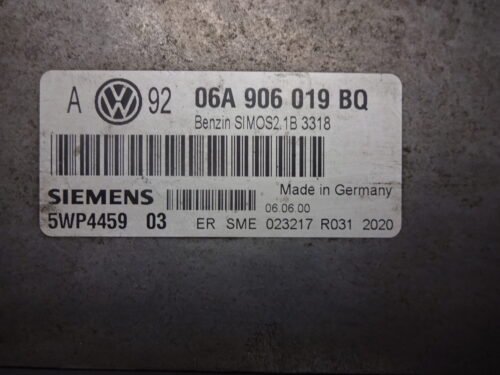 A VW 92 06A 906 019 BQ
Benzin SIMOS2.1B 3318
SIEMENS Made in Germany
06.06.00
5WP4459 03 ER SME 023217 R031 2020